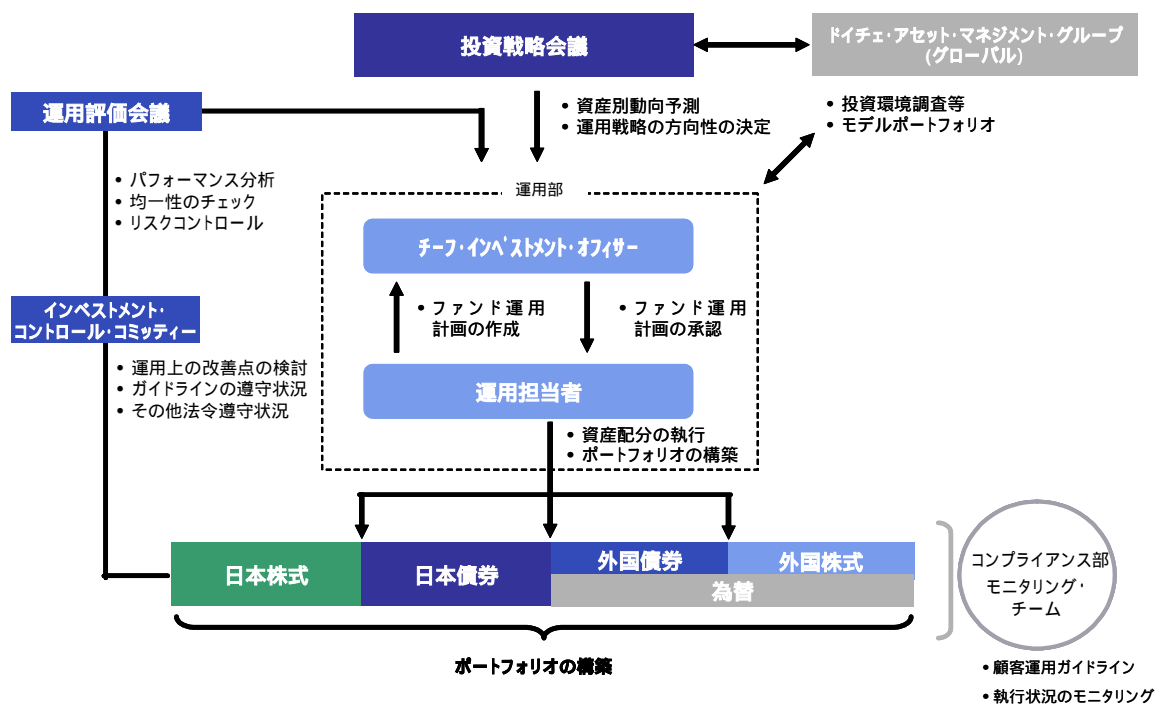 投資戦略会議
ドイチェ・アセット・マネジメント・グループ
(グローバル)
運用評価会議
• 資産別動向予測
• 運用戦略の方向性の決定
• 投資環境調査等
• モデルポートフォリオ
• パフォーマンス分析
• 均一性のチェック
• リスクコントロール
運用部
チーフ・インベストメント・オフィサー
• ファンド運用
計画の作成
• ファンド運用
計画の承認
インベストメント・
コントロール・コミッティー
• 運用上の改善点の検討
• ガイドラインの遵守状況
• その他法令遵守状況
運用担当者
• 資産配分の執行
• ポートフォリオの構築
日本株式
日本債券
外国債券
外国株式
為替
コンプライアンス部
モニタリング・
チーム
ポートフォリオの構築
• 顧客運用ガイドライン
• 執行状況のモニタリング